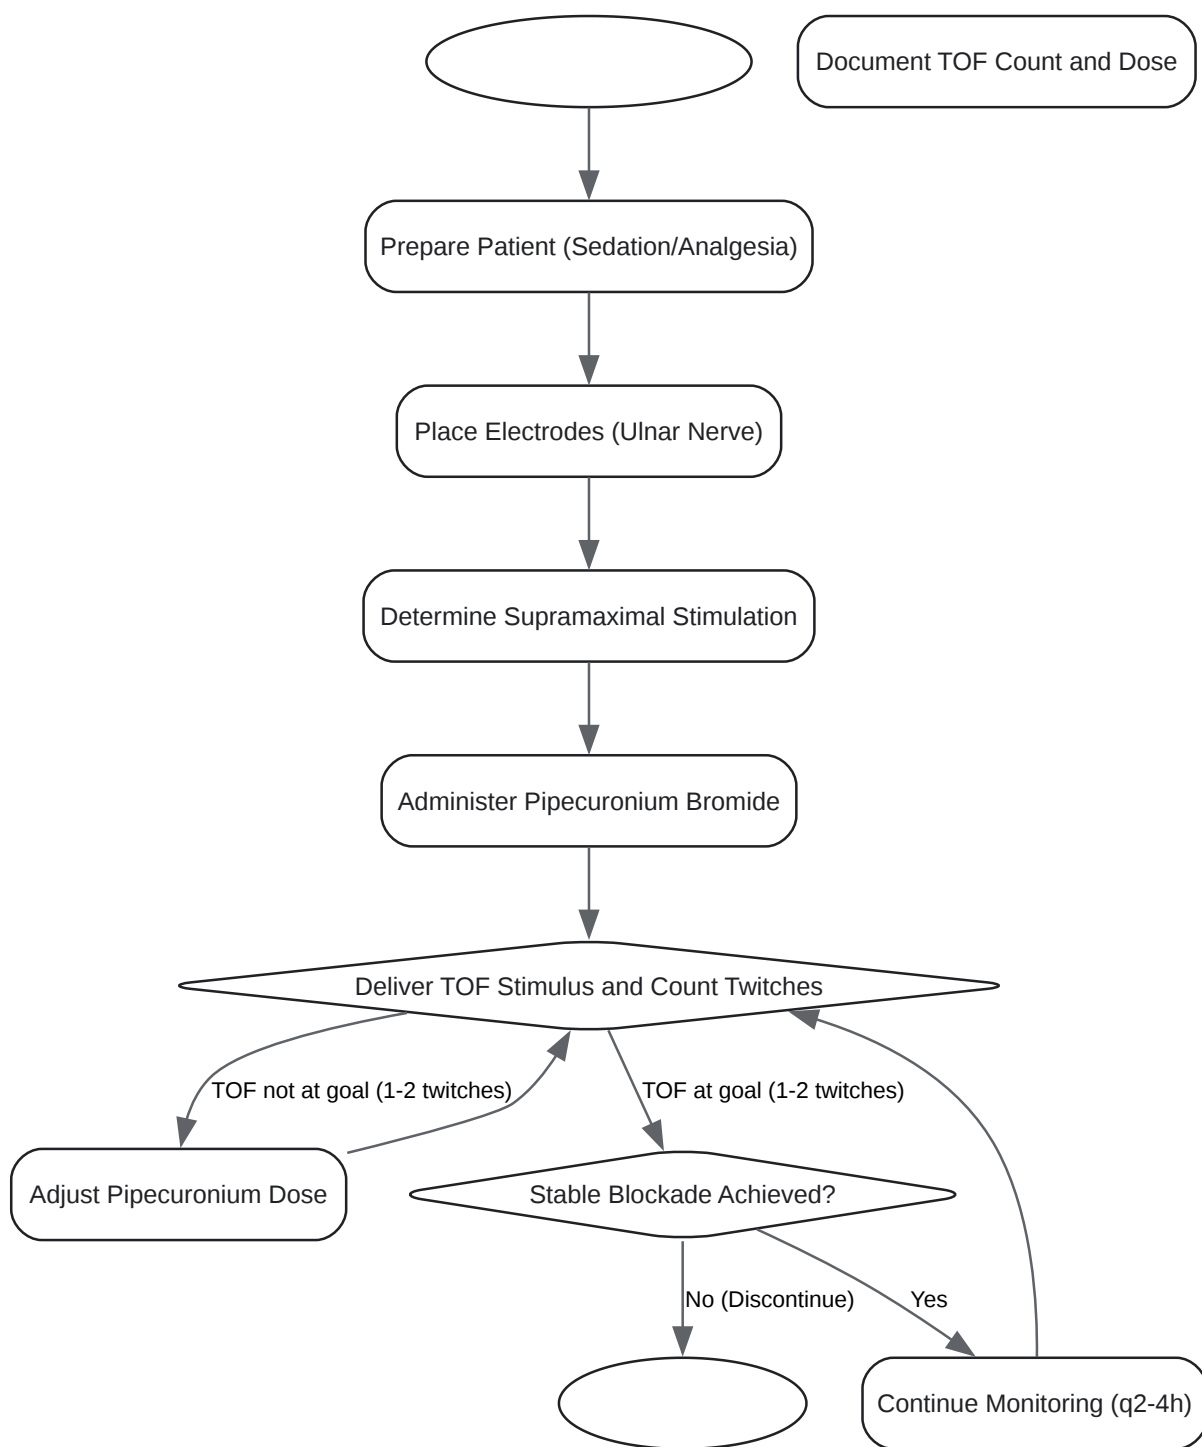 Document TOF Count and Dose
Prepare Patient (Sedation/Analgesia)
Place Electrodes (Ulnar Nerve)
Determine Supramaximal Stimulation
Administer Pipecuronium Bromide
Deliver TOF Stimulus and Count Twitches
TOF not at goal (1-2 twitches)
TOF at goal (1-2 twitches)
Adjust Pipecuronium Dose
Stable Blockade Achieved?
No (Discontinue)
Yes
Continue Monitoring (q2-4h)